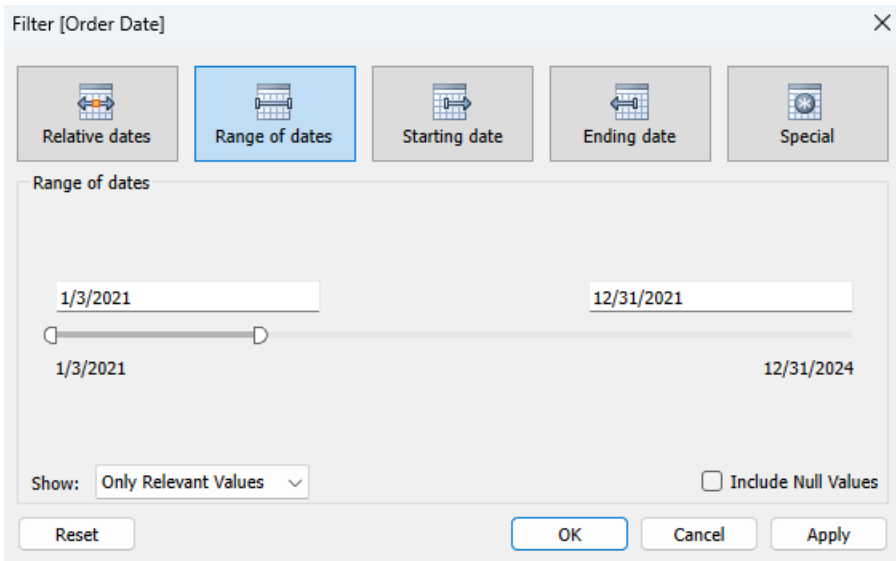 Filter [Order Date]
Relative dates
Range of dates
Starting date
Ending date
Special
Range of dates
1/3/2021
12/31/2021
1/3/2021
12/31/2024
Show:
Only Relevant Values
Include Null Values
Reset
OK
Cancel
Apply